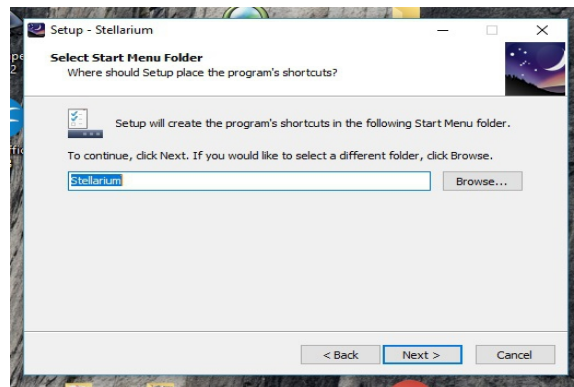 Setup - Stellarium
Select Start Menu Folder
Where should Setup place the program's shortcuts?
Setup will create the program's shortcuts in the following Start Menu folder.
To continue, click Next. If you would like to select a different folder, click Browse.
Stellarium
Browse...
< Back
Next >
Cancel